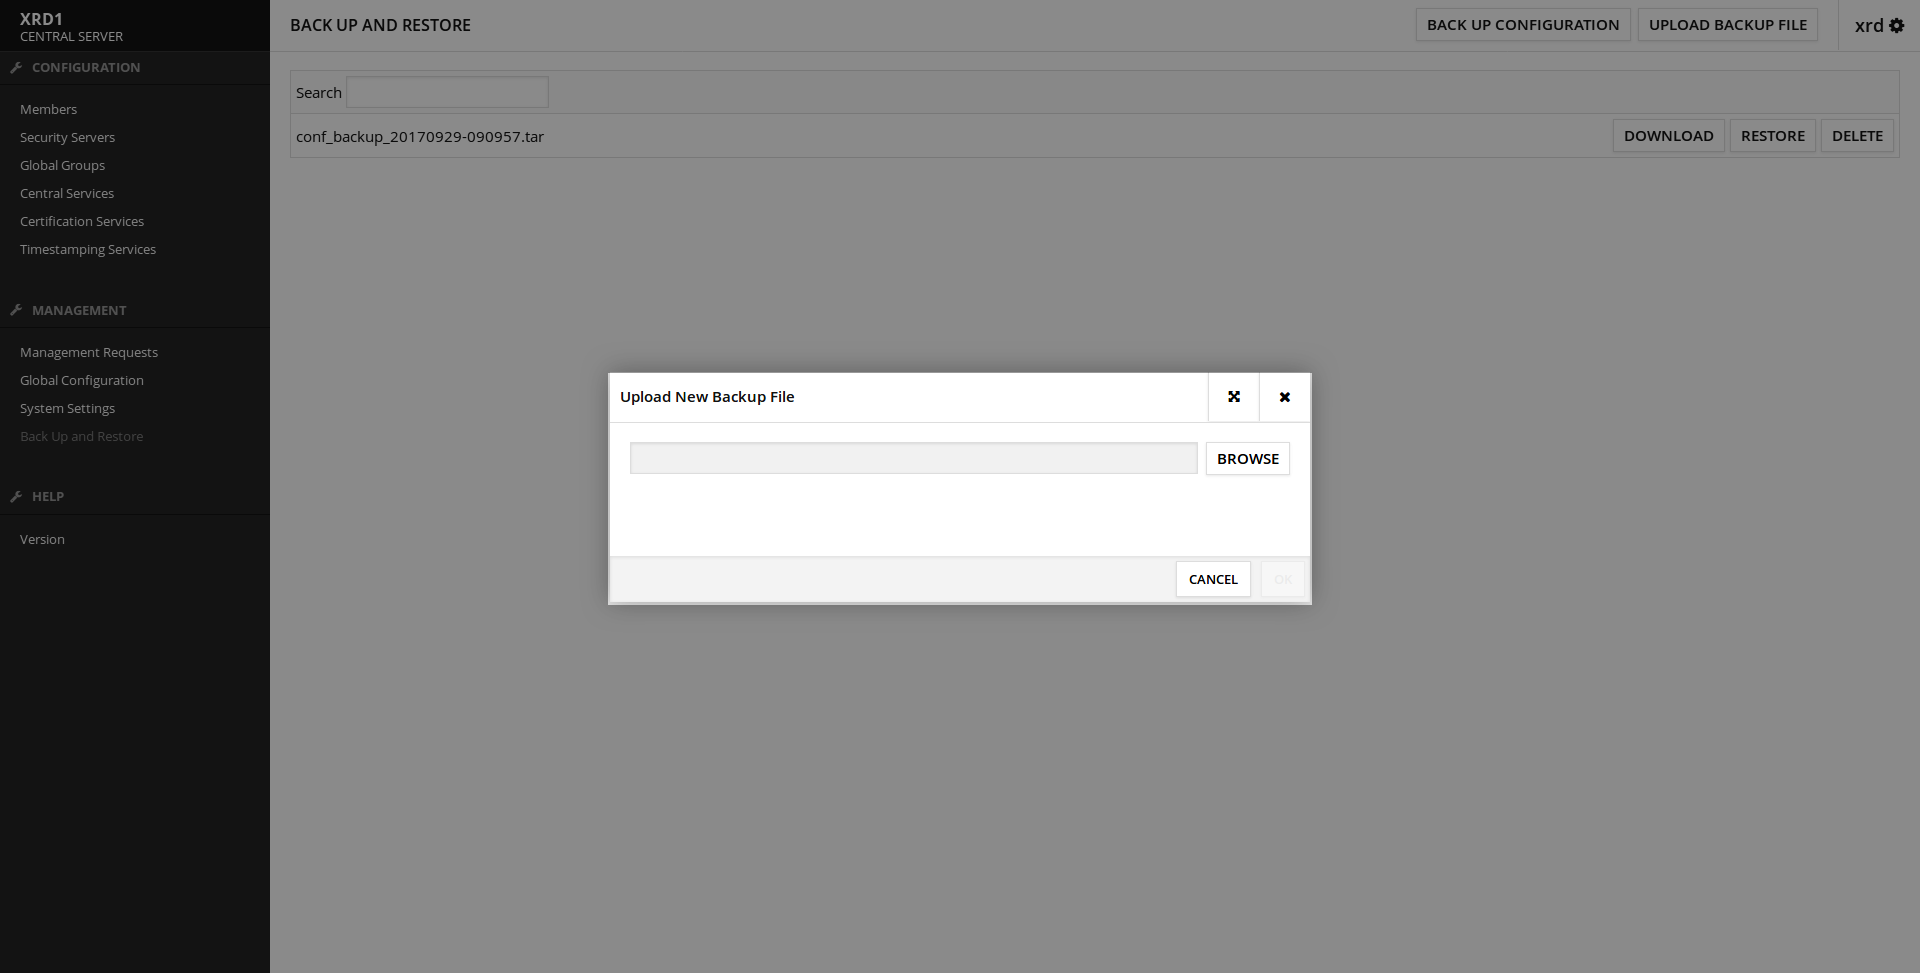 XRD1
CENTRAL SERVER
CONFIGURATION
Members
Security Servers
Global Groups
Central Services
Certification Services
Timestamping Services
MANAGEMENT
Management Requests
Global Configuration
System Settings
Back Up and Restore
HELP
Version
BACK UP AND RESTORE
BACK UP CONFIGURATION
UPLOAD BACKUP FILE
xrd
Search
conf_backup_20170929-090957.tar
DOWNLOAD
RESTORE
DELETE
Upload New Backup File
BROWSE
CANCEL
OK